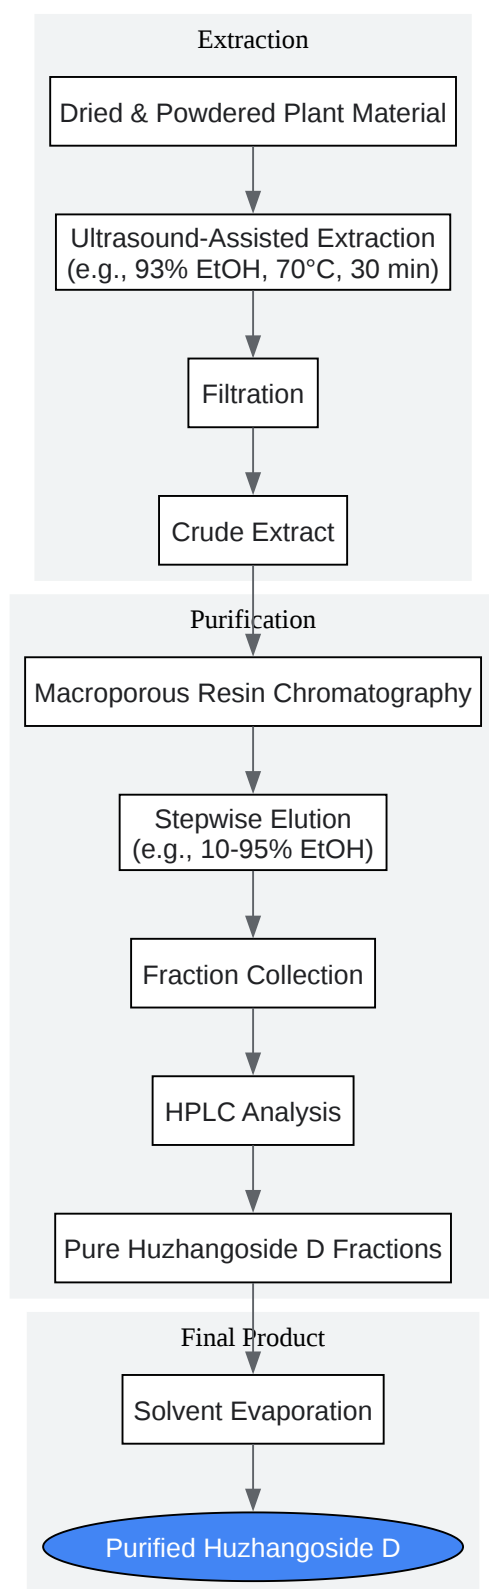 Extraction
Dried & Powdered Plant Material
Ultrasound-Assisted Extraction
(e.g., 93% EtOH, 70°C, 30 min)
Filtration
Crude Extract
Purification
Macroporous Resin Chromatography
Stepwise Elution
(e.g., 10-95% EtOH)
Fraction Collection
HPLC Analysis
Pure Huzhangoside D Fractions
Final Product
Solvent Evaporation
Purified Huzhangoside D